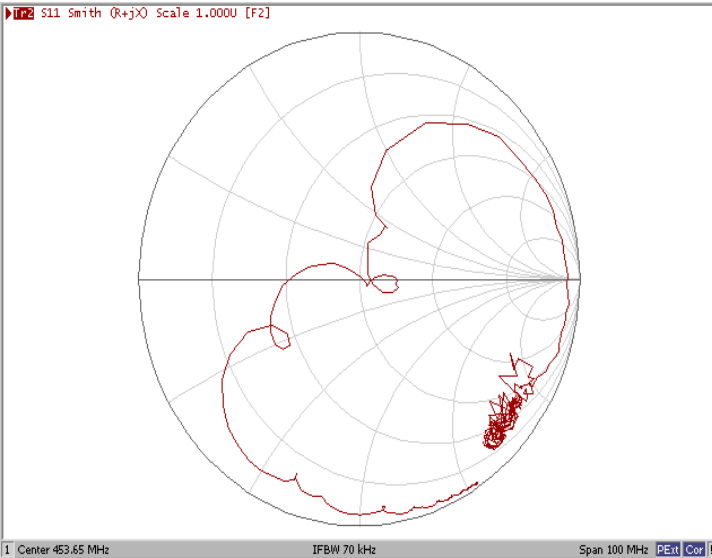 Tr2 S11 Smith (R+jX) Scale 1.000U [F2]
1 Center 453.65 MHz IFBW 70 kHz Span 100 MHz PExt Cor